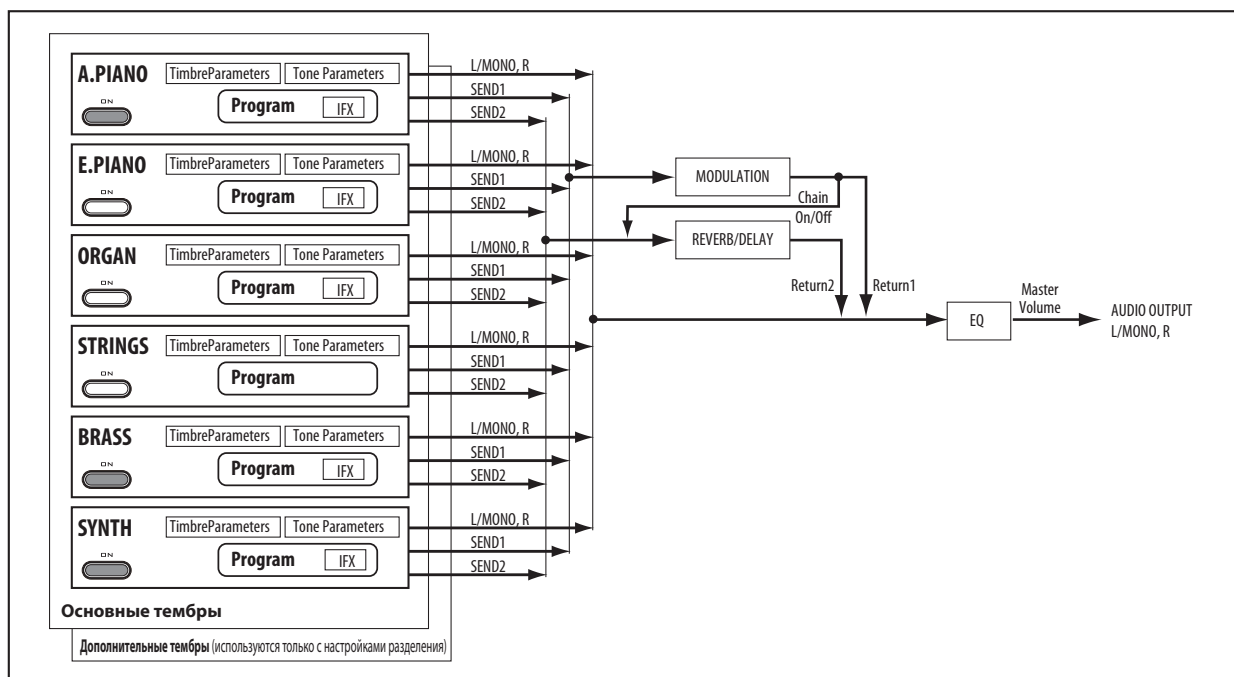 A.PIANO
ON
TimbreParameters
Tone Parameters
Program
IFX
L/MONO, R
SEND1
SEND2
E.PIANO
ON
TimbreParameters
Tone Parameters
Program
IFX
L/MONO, R
SEND1
SEND2
ORGAN
ON
TimbreParameters
Tone Parameters
Program
IFX
L/MONO, R
SEND1
SEND2
STRINGS
ON
TimbreParameters
Tone Parameters
Program
L/MONO, R
SEND1
SEND2
BRASS
ON
TimbreParameters
Tone Parameters
Program
IFX
L/MONO, R
SEND1
SEND2
SYNTH
ON
TimbreParameters
Tone Parameters
Program
IFX
L/MONO, R
SEND1
SEND2
Основные тембры
Дополнительные тембры (используются только с настройками разделения)
MODULATION
Chain
On/Off
REVERB/DELAY
Return2
Return1
EQ
Master
Volume
AUDIO OUTPUT
L/MONO, R